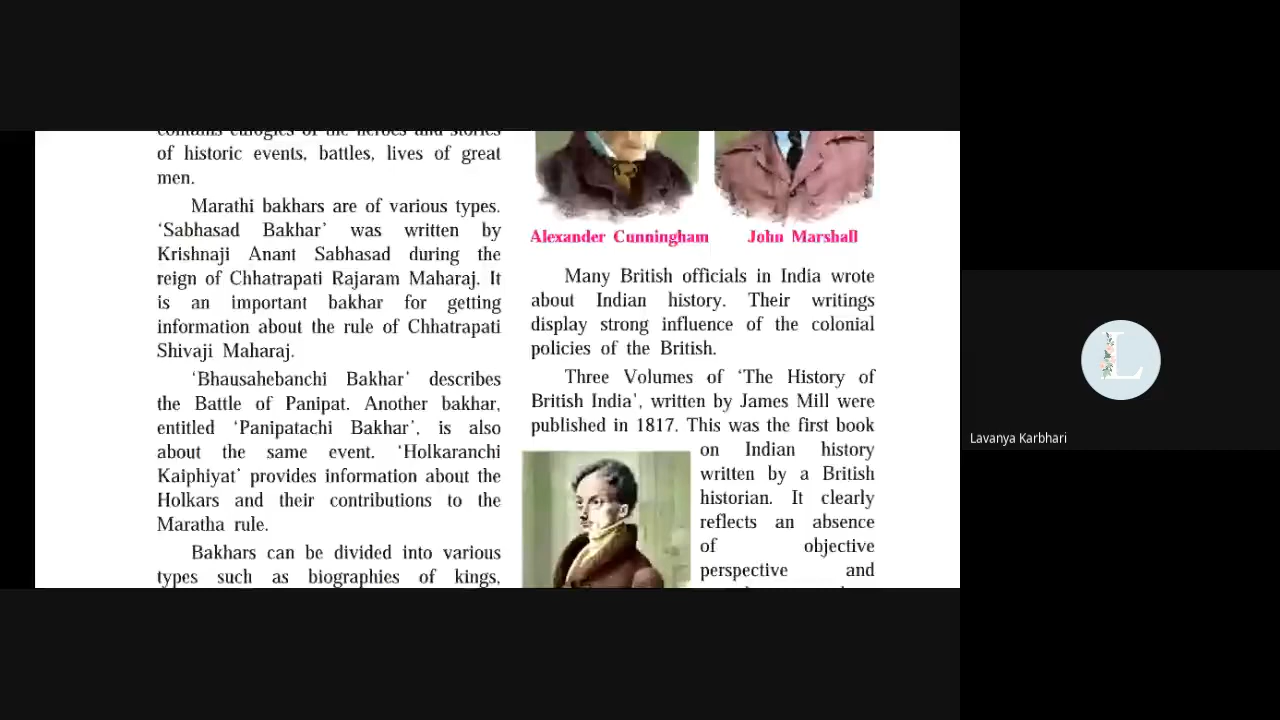 contains eulogies of the heroes and stories
of historic events, battles, lives of great
men.
Marathi bakhars are of various types.
‘Sabhasad Bakhar’ was written by
Krishnaji Anant Sabhasad during the
reign of Chhatrapati Rajaram Maharaj. It
is an important bakhar for getting
information about the rule of Chhatrapati
Shivaji Maharaj.
‘Bhausahebanchi Bakhar’ describes
the Battle of Panipat. Another bakhar,
entitled ‘Panipatachi Bakhar’, is also
about the same event. ‘Holkaranchi
Kaiphiyat’ provides information about the
Holkars and their contributions to the
Maratha rule.
Bakhars can be divided into various
types such as biographies of kings,
Alexander Cunningham
John Marshall
Many British officials in India wrote
about Indian history. Their writings
display strong influence of the colonial
policies of the British.
Three Volumes of ‘The History of
British India’, written by James Mill were
published in 1817. This was the first book
on Indian history
written by a British
historian. It clearly
reflects an absence
of objective
perspective and
L
Lavanya Karbhari